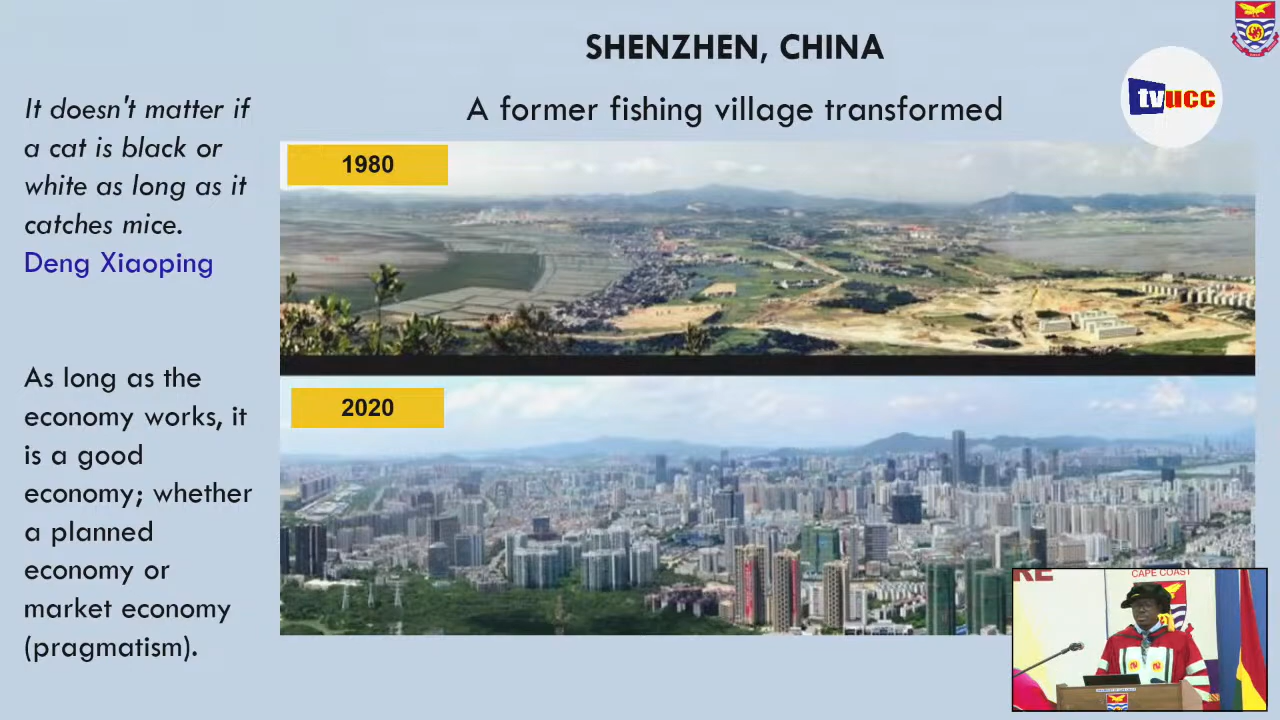 SHENZHEN, CHINA
A former fishing village transformed
tvucc
It doesn't matter if
a cat is black or
white as long as it
catches mice.
Deng Xiaoping
As long as the
economy works, it
is a good
economy; whether
a planned
economy or
market economy
(pragmatism).
1980
2020
RE
CAPE COAST